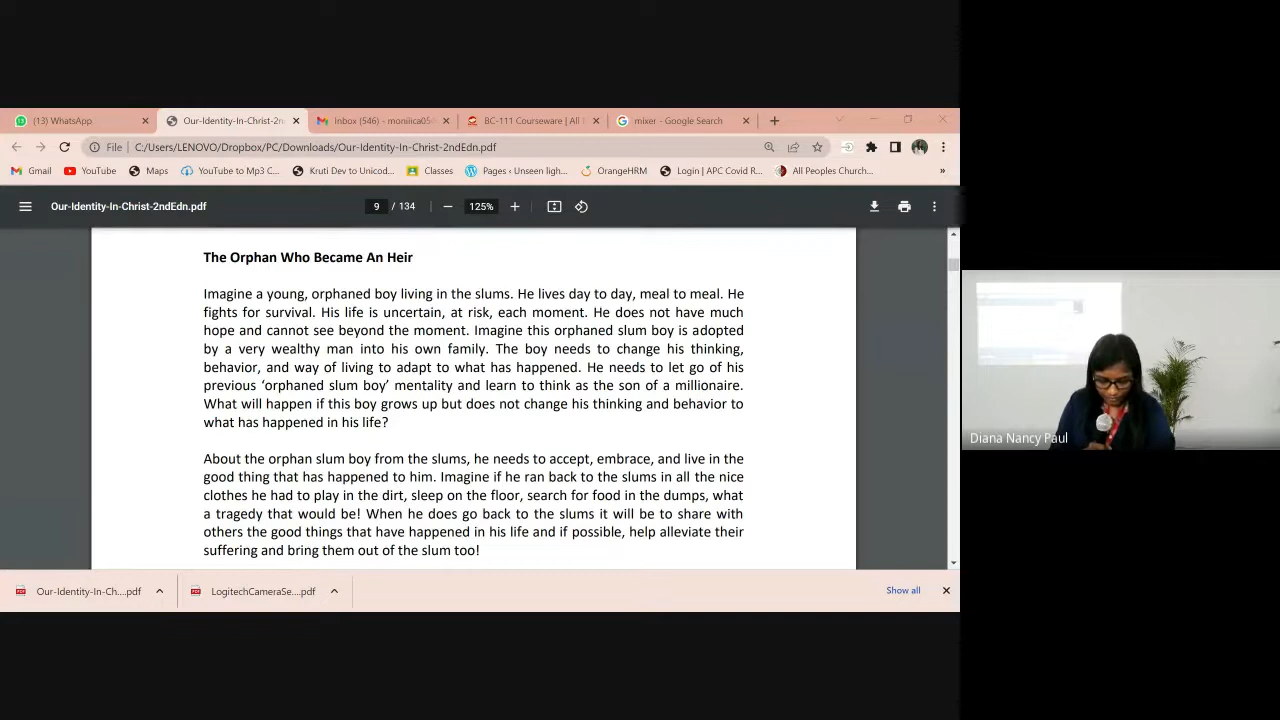 (13) WhatsApp
Our-Identity-In-Christ-2n
Inbox (546) - monilica05
BC-111 Courseware | All
mixer - Google Search
File
C:/Users/LENOVO/Dropbox/PC/Downloads/Our-Identity-In-Christ-2ndEdn.pdf
Gmail
YouTube
Maps
YouTube to Mp3 C...
Kruti Dev to Unicod...
Classes
Pages ‹ Unseen ligh...
OrangeHRM
Login | APC Covid R...
All Peoples Church...
Our-Identity-In-Christ-2ndEdn.pdf
9 / 134
125%
The Orphan Who Became An Heir
Imagine a young, orphaned boy living in the slums. He lives day to day, meal to meal. He
fights for survival. His life is uncertain, at risk, each moment. He does not have much
hope and cannot see beyond the moment. Imagine this orphaned slum boy is adopted
by a very wealthy man into his own family. The boy needs to change his thinking,
behavior, and way of living to adapt to what has happened. He needs to let go of his
previous ‘orphaned slum boy’ mentality and learn to think as the son of a millionaire.
What will happen if this boy grows up but does not change his thinking and behavior to
what has happened in his life?
About the orphan slum boy from the slums, he needs to accept, embrace, and live in the
good thing that has happened to him. Imagine if he ran back to the slums in all the nice
clothes he had to play in the dirt, sleep on the floor, search for food in the dumps, what
a tragedy that would be! When he does go back to the slums it will be to share with
others the good things that have happened in his life and if possible, help alleviate their
suffering and bring them out of the slum too!
Diana Nancy Paul
Our-Identity-In-Ch....pdf
LogitechCameraSe....pdf
Show all